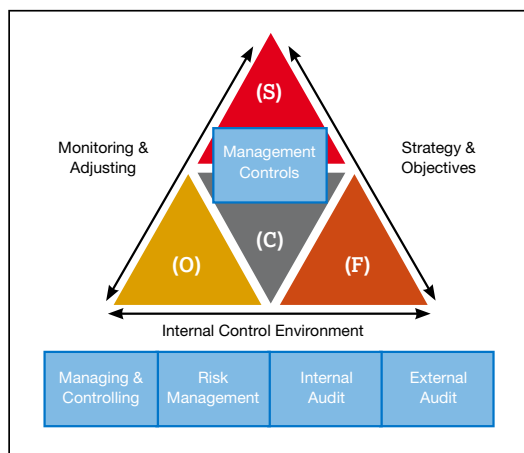 (S)
Monitoring &
Adjusting
Management
Controls
Strategy &
Objectives
(C)
(O)
(F)
Internal Control Environment
Managing &
Controlling
Risk
Management
Internal
Audit
External
Audit